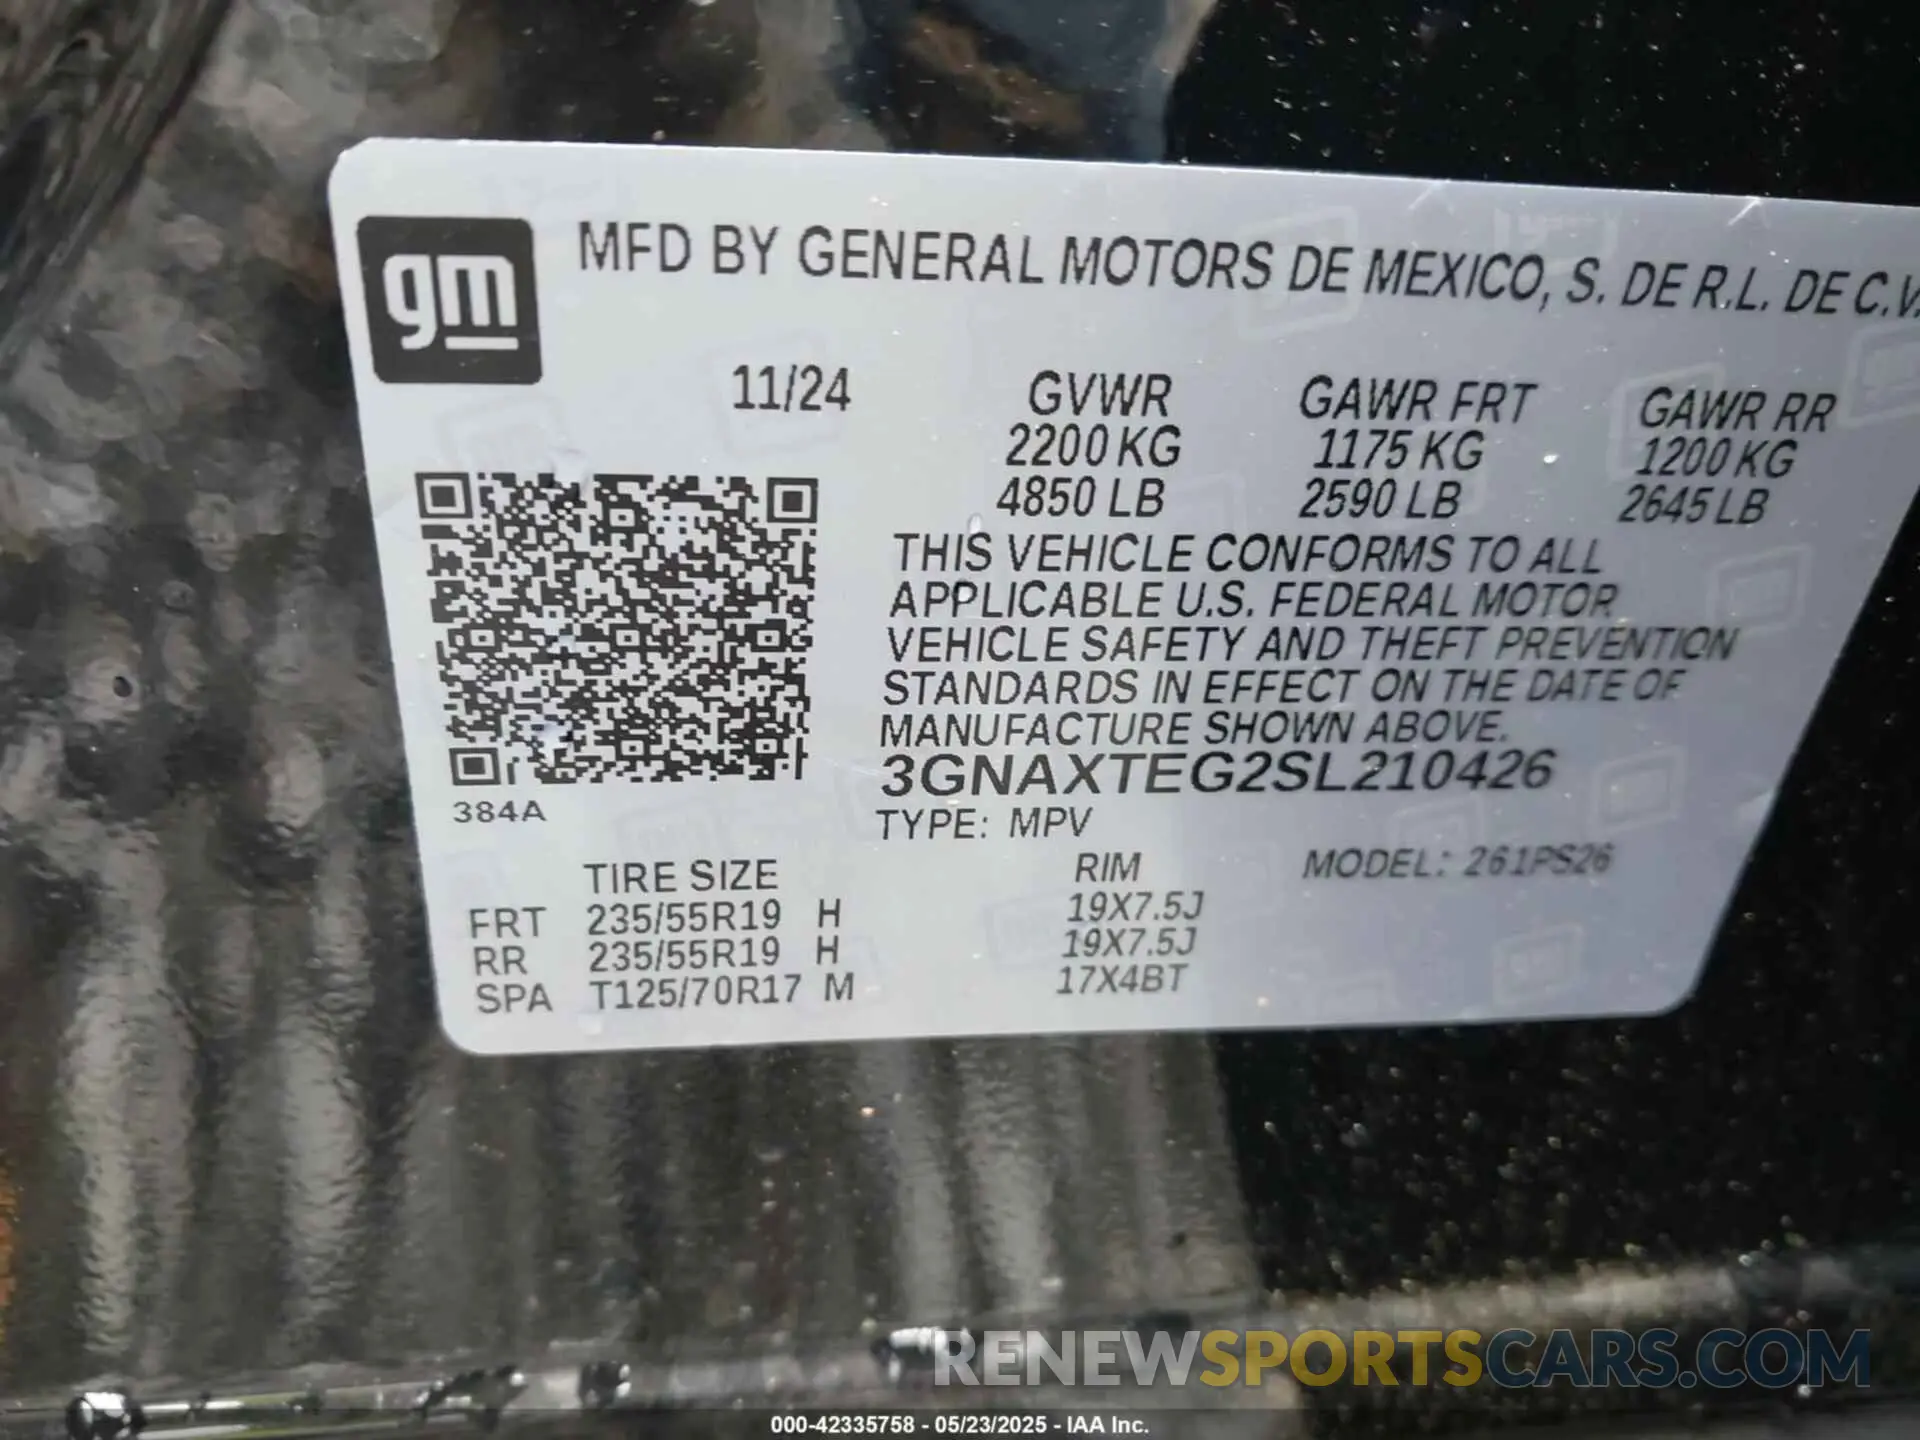 gm
MFD BY GENERAL MOTORS DE MEXICO, S. DE R.L. DE C.V.
11/24 GVWR GAWR FRT GAWR RR
2200 KG 1175 KG 1200 KG
4850 LB 2590 LB 2645 LB
THIS VEHICLE CONFORMS TO ALL
APPLICABLE U.S. FEDERAL MOTOR
VEHICLE SAFETY AND THEFT PREVENTION
STANDARDS IN EFFECT ON THE DATE OF
MANUFACTURE SHOWN ABOVE.
3GNAXTEG2SL210426
384A
TYPE: MPV
TIRE SIZE RIM MODEL: 261PS26
FRT 235/55R19 H 19X7.5J
RR 235/55R19 H 19X7.5J
SPA T125/70R17 M 17X4BT
RENEWSPORTSCARS.COM
000-42335758 - 05/23/2025 - IAA Inc.